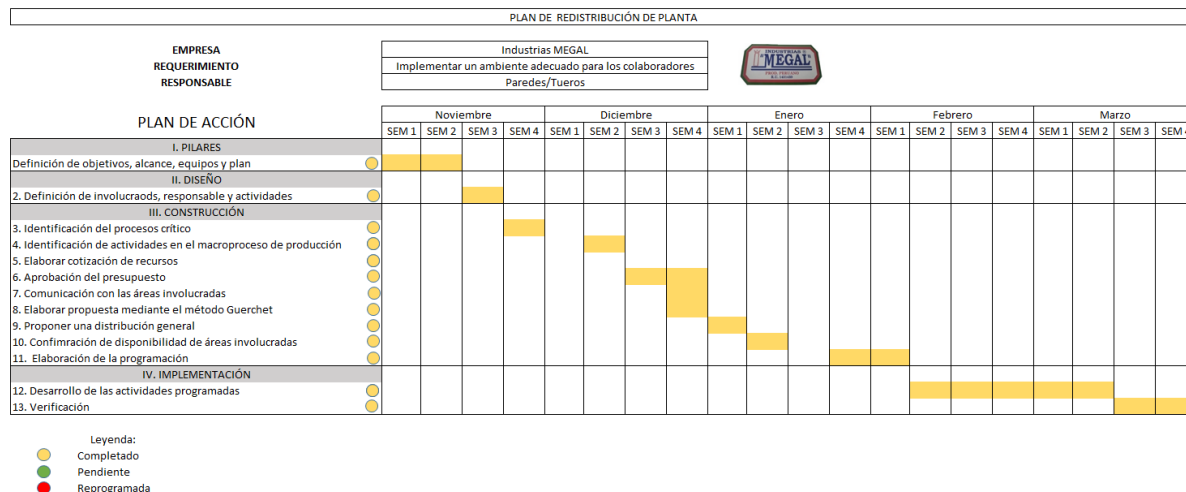 PLAN DE REDISTRIBUCIÓN DE PLANTA
EMPRESA Industrias MEGAL
REQUERIMIENTO Implementar un ambiente adecuado para los colaboradores
RESPONSABLE Paredes/Tueros
INDUSTRIAS
"MEGAL"
PLAN DE ACCIÓN
Noviembre Diciembre Enero Febrero Marzo
SEM 1 SEM 2 SEM 3 SEM 4 SEM 1 SEM 2 SEM 3 SEM 4 SEM 1 SEM 2 SEM 3 SEM 4 SEM 1 SEM 2 SEM 3 SEM 4 SEM 1 SEM 2 SEM 3 SEM 4
I. PILARES
Definición de objetivos, alcance, equipos y plan
II. DISEÑO
2. Definición de involucraods, responsable y actividades
III. CONSTRUCCIÓN
3. Identificación del procesos crítico
4. Identificación de actividades en el macroproceso de producción
5. Elaborar cotización de recursos
6. Aprobación del presupuesto
7. Comunicación con las áreas involucradas
8. Elaborar propuesta mediante el método Guerchet
9. Proponer una distribución general
10. Confimración de disponibilidad de áreas involucradas
11. Elaboración de la programación
IV. IMPLEMENTACIÓN
12. Desarrollo de las actividades programadas
13. Verificación
Leyenda:
Completado
Pendiente
Reprogramada